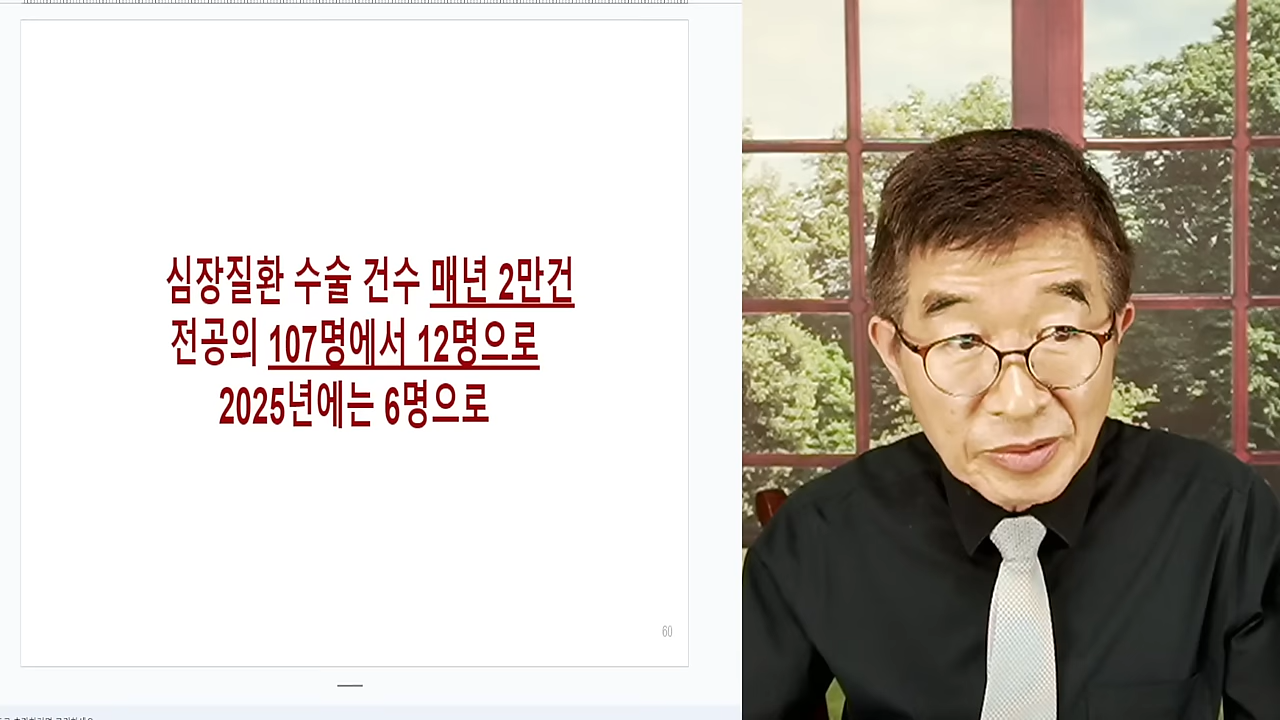 심장질환 수술 건수 매년 2만건
전공의 107명에서 12명으로
2025년에는 6명으로
60